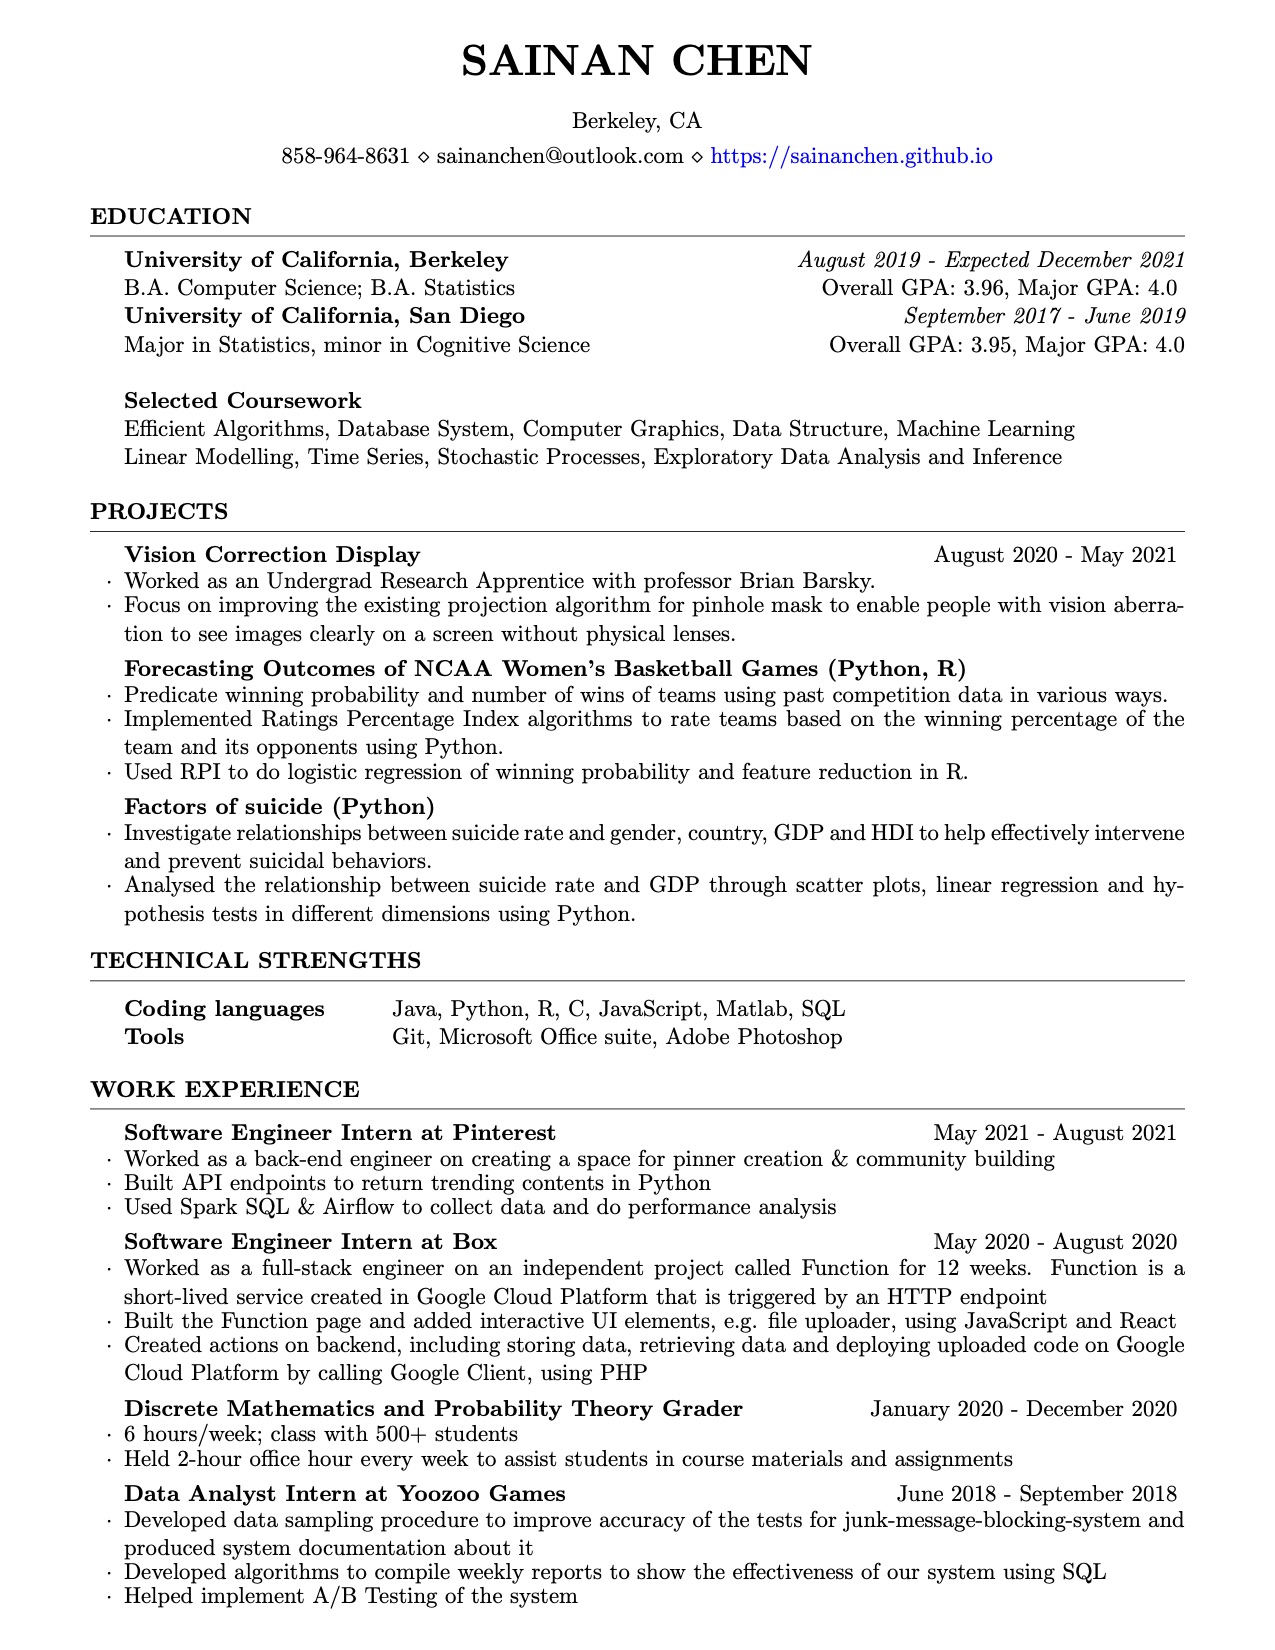 SAINAN CHEN
Berkeley, CA
858-964-8631 ⋄ sainanchen@outlook.com ⋄ https://sainanchen.github.io
EDUCATION
University of California, Berkeley August 2019 - Expected December 2021
B.A. Computer Science; B.A. Statistics Overall GPA: 3.96, Major GPA: 4.0
University of California, San Diego September 2017 - June 2019
Major in Statistics, minor in Cognitive Science Overall GPA: 3.95, Major GPA: 4.0
Selected Coursework
Efficient Algorithms, Database System, Computer Graphics, Data Structure, Machine Learning
Linear Modelling, Time Series, Stochastic Processes, Exploratory Data Analysis and Inference
PROJECTS
Vision Correction Display August 2020 - May 2021
· Worked as an Undergrad Research Apprentice with professor Brian Barsky.
· Focus on improving the existing projection algorithm for pinhole mask to enable people with vision aberra-
tion to see images clearly on a screen without physical lenses.
Forecasting Outcomes of NCAA Women's Basketball Games (Python, R)
· Predicate winning probability and number of wins of teams using past competition data in various ways.
· Implemented Ratings Percentage Index algorithms to rate teams based on the winning percentage of the
team and its opponents using Python.
· Used RPI to do logistic regression of winning probability and feature reduction in R.
Factors of suicide (Python)
· Investigate relationships between suicide rate and gender, country, GDP and HDI to help effectively intervene
and prevent suicidal behaviors.
· Analysed the relationship between suicide rate and GDP through scatter plots, linear regression and hy-
pothesis tests in different dimensions using Python.
TECHNICAL STRENGTHS
Coding languages Java, Python, R, C, JavaScript, Matlab, SQL
Tools Git, Microsoft Office suite, Adobe Photoshop
WORK EXPERIENCE
Software Engineer Intern at Pinterest May 2021 - August 2021
· Worked as a back-end engineer on creating a space for pinner creation & community building
· Built API endpoints to return trending contents in Python
· Used Spark SQL & Airflow to collect data and do performance analysis
Software Engineer Intern at Box May 2020 - August 2020
· Worked as a full-stack engineer on an independent project called Function for 12 weeks. Function is a
short-lived service created in Google Cloud Platform that is triggered by an HTTP endpoint
· Built the Function page and added interactive UI elements, e.g. file uploader, using JavaScript and React
· Created actions on backend, including storing data, retrieving data and deploying uploaded code on Google
Cloud Platform by calling Google Client, using PHP
Discrete Mathematics and Probability Theory Grader January 2020 - December 2020
· 6 hours/week; class with 500+ students
· Held 2-hour office hour every week to assist students in course materials and assignments
Data Analyst Intern at Yoozoo Games June 2018 - September 2018
· Developed data sampling procedure to improve accuracy of the tests for junk-message-blocking-system and
produced system documentation about it
· Developed algorithms to compile weekly reports to show the effectiveness of our system using SQL
· Helped implement A/B Testing of the system